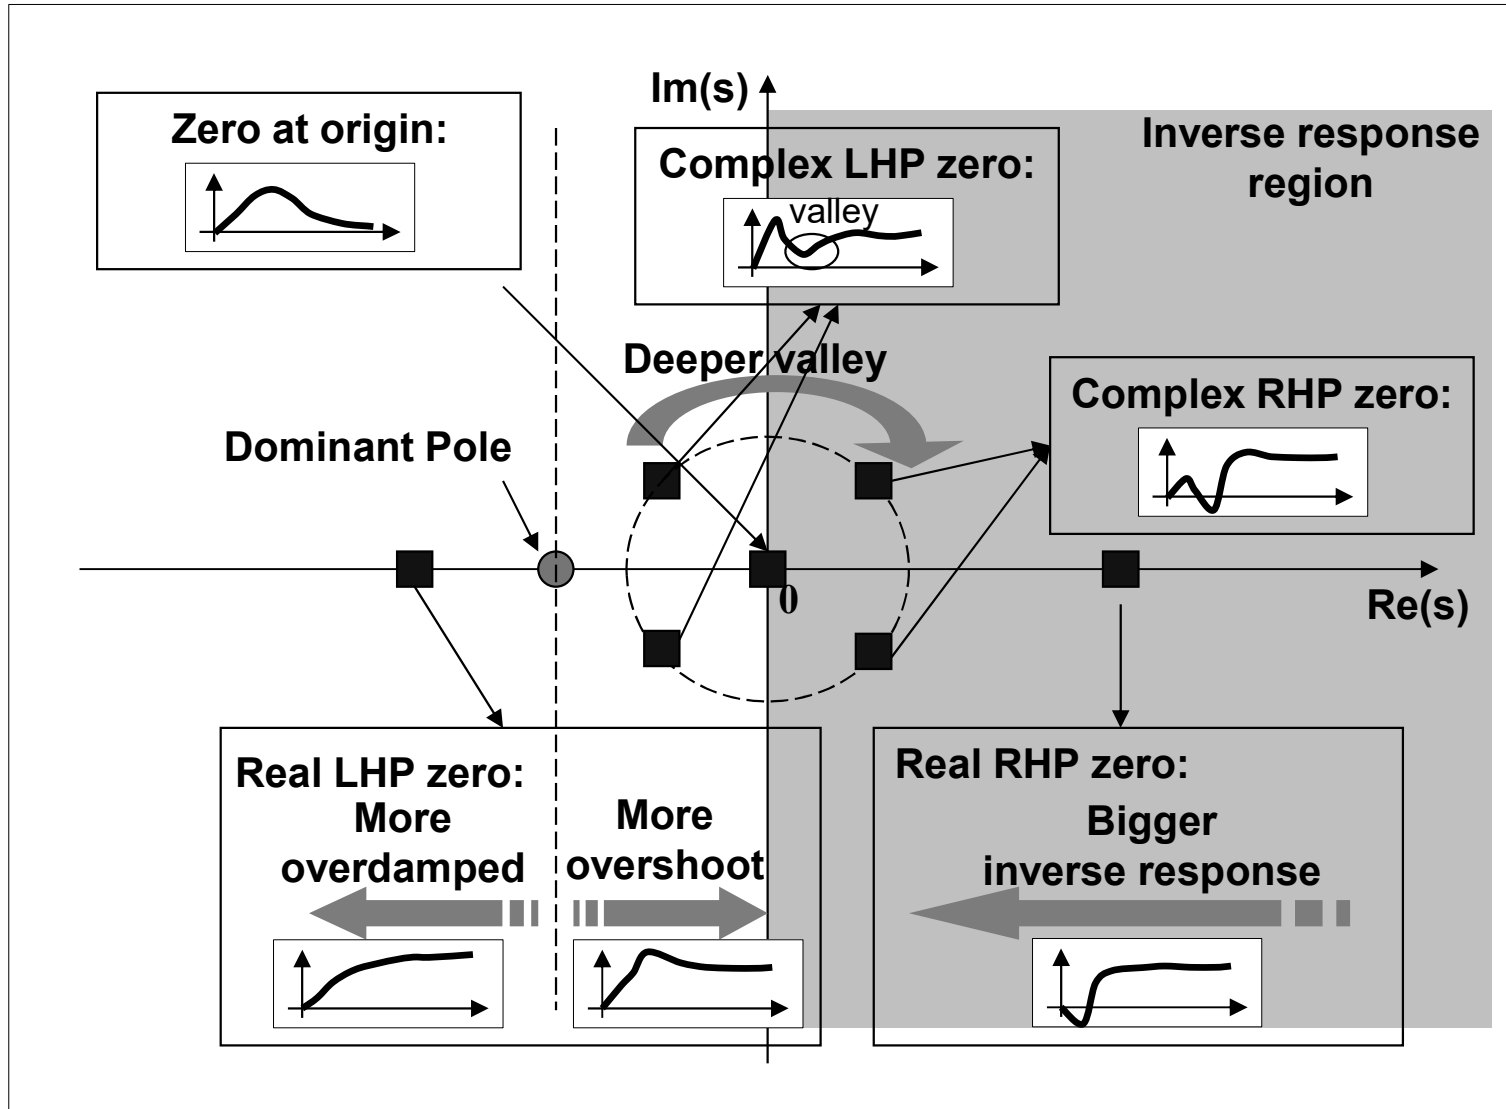 Im(s)
Zero at origin:
Complex LHP zero:
valley
Inverse response
region
Deeper valley
Complex RHP zero:
Dominant Pole
0
Re(s)
Real LHP zero:
More
overdamped
More
overshoot
Real RHP zero:
Bigger
inverse response